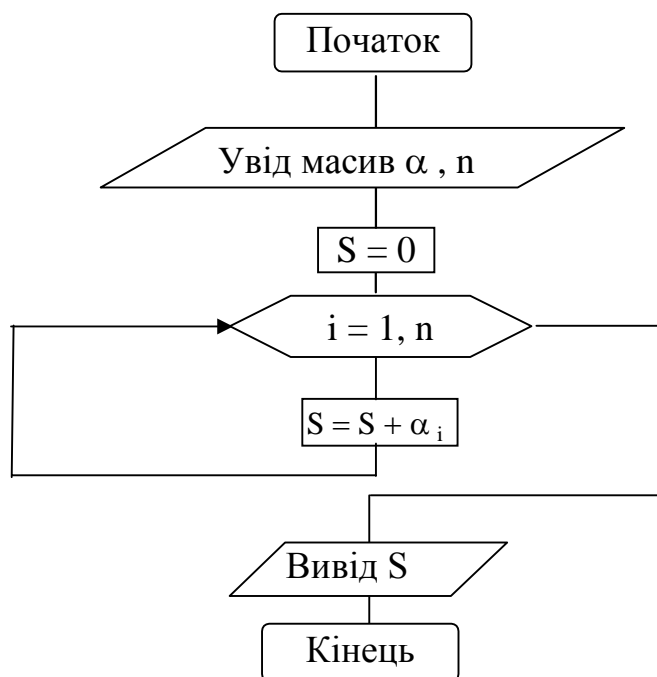 Початок
Увід масив α , n
S = 0
i = 1, n
S = S + α i
Вивід S
Кінець